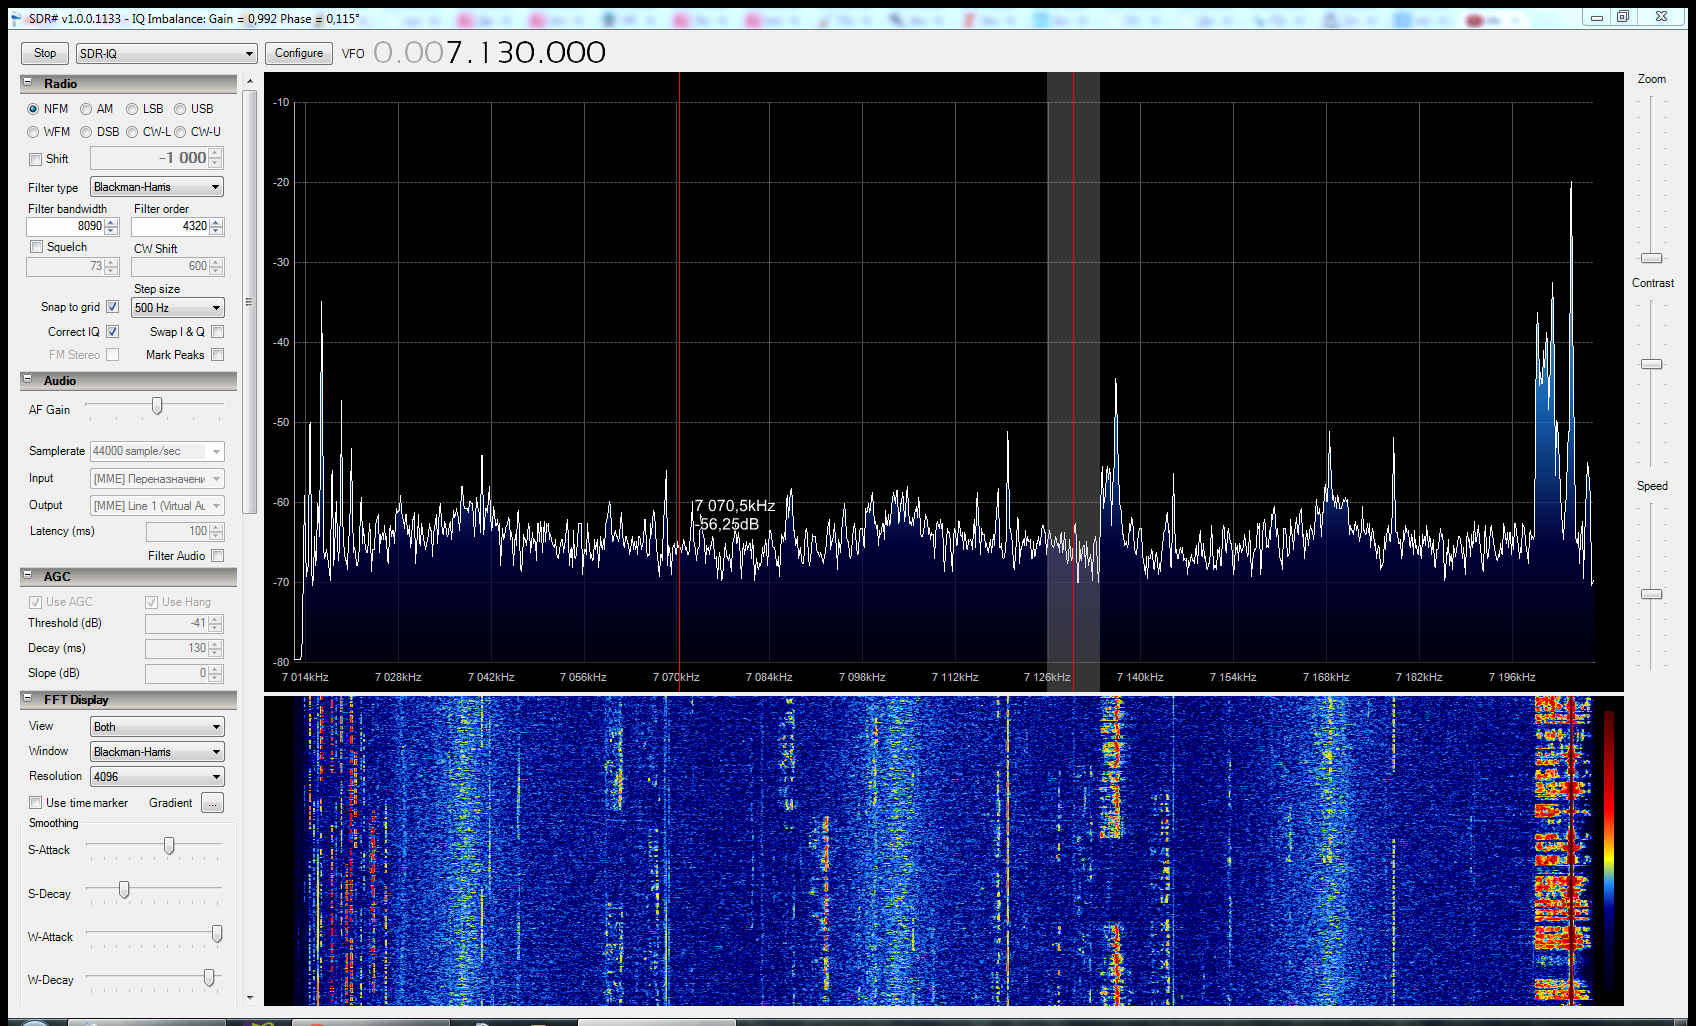 SDR# v1.0.0.1133 - IQ Imbalance: Gain = 0,992 Phase = 0,115°
Stop SDR-IQ Configure VFO 0.007.130.000
Radio
NFM AM LSB USB
WFM DSB CW-L CW-U
Shift -1 000
Filter type Blackman-Harris
Filter bandwidth Filter order
8090 4320
Squelch CW Shift
73 600
Step size
Snap to grid 500 Hz
Correct IQ Swap I & Q
FM Stereo Mark Peaks
Audio
AF Gain
Samplerate 44000 sample/sec
Input [MME] Переназначени
Output [MME] Line 1 (Virtual Au
Latency (ms) 100
Filter Audio
AGC
Use AGC Use Hang
Threshold (dB) -41
Decay (ms) 130
Slope (dB) 0
FFT Display
View Both
Window Blackman-Harris
Resolution 4096
Use time marker Gradient ...
Smoothing
S-Attack
S-Decay
W-Attack
W-Decay
-10
-20
-30
-40
-50
-60
-70
-80
7 070,5kHz
-56,25dB
7 014kHz 7 028kHz 7 042kHz 7 056kHz 7 070kHz 7 084kHz 7 098kHz 7 112kHz 7 126kHz 7 140kHz 7 154kHz 7 168kHz 7 182kHz 7 196kHz
Zoom
Contrast
Speed